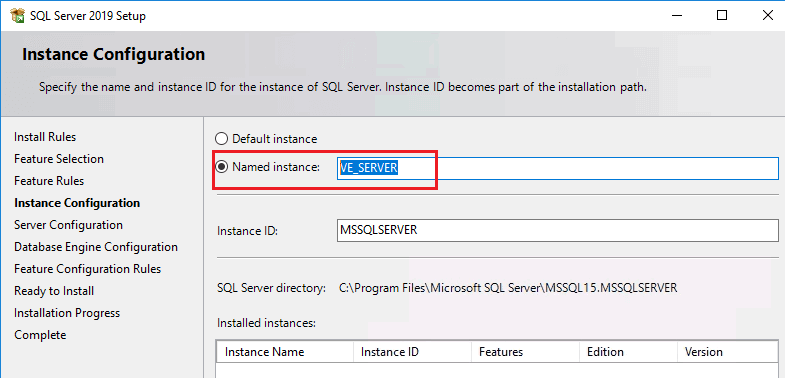 SQL Server 2019 Setup
Instance Configuration
Specify the name and instance ID for the instance of SQL Server. Instance ID becomes part of the installation path.
Install Rules
Feature Selection
Feature Rules
Instance Configuration
Server Configuration
Database Engine Configuration
Feature Configuration Rules
Ready to Install
Installation Progress
Complete
Default instance
Named instance: VE_SERVER
Instance ID: MSSQLSERVER
SQL Server directory: C:\Program Files\Microsoft SQL Server\MSSQL15.MSSQLSERVER
Installed instances:
Instance Name Instance ID Features Edition Version